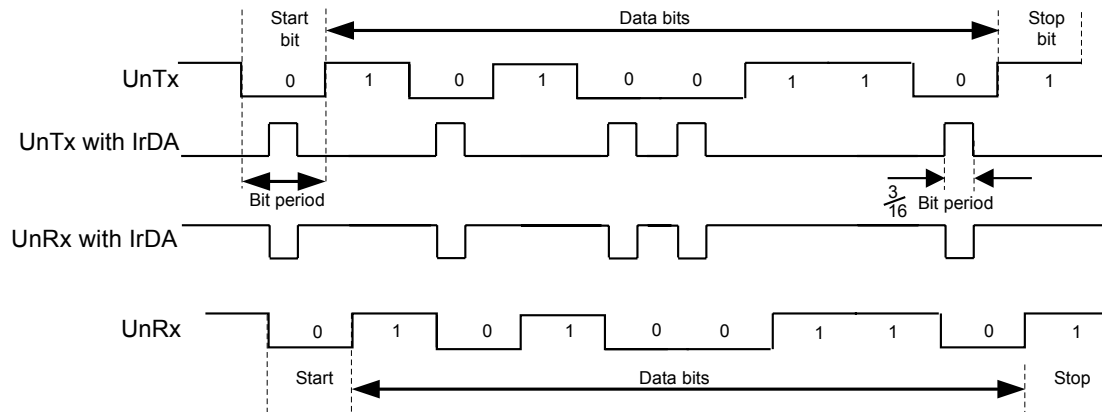 Start
bit
Data bits
Stop
bit
UnTx
0 1 0 1 0 0 1 1 0 1
UnTx with IrDA
Bit period
3/16 Bit period
UnRx with IrDA
UnRx
0 1 0 1 0 0 1 1 0 1
Start
Data bits
Stop